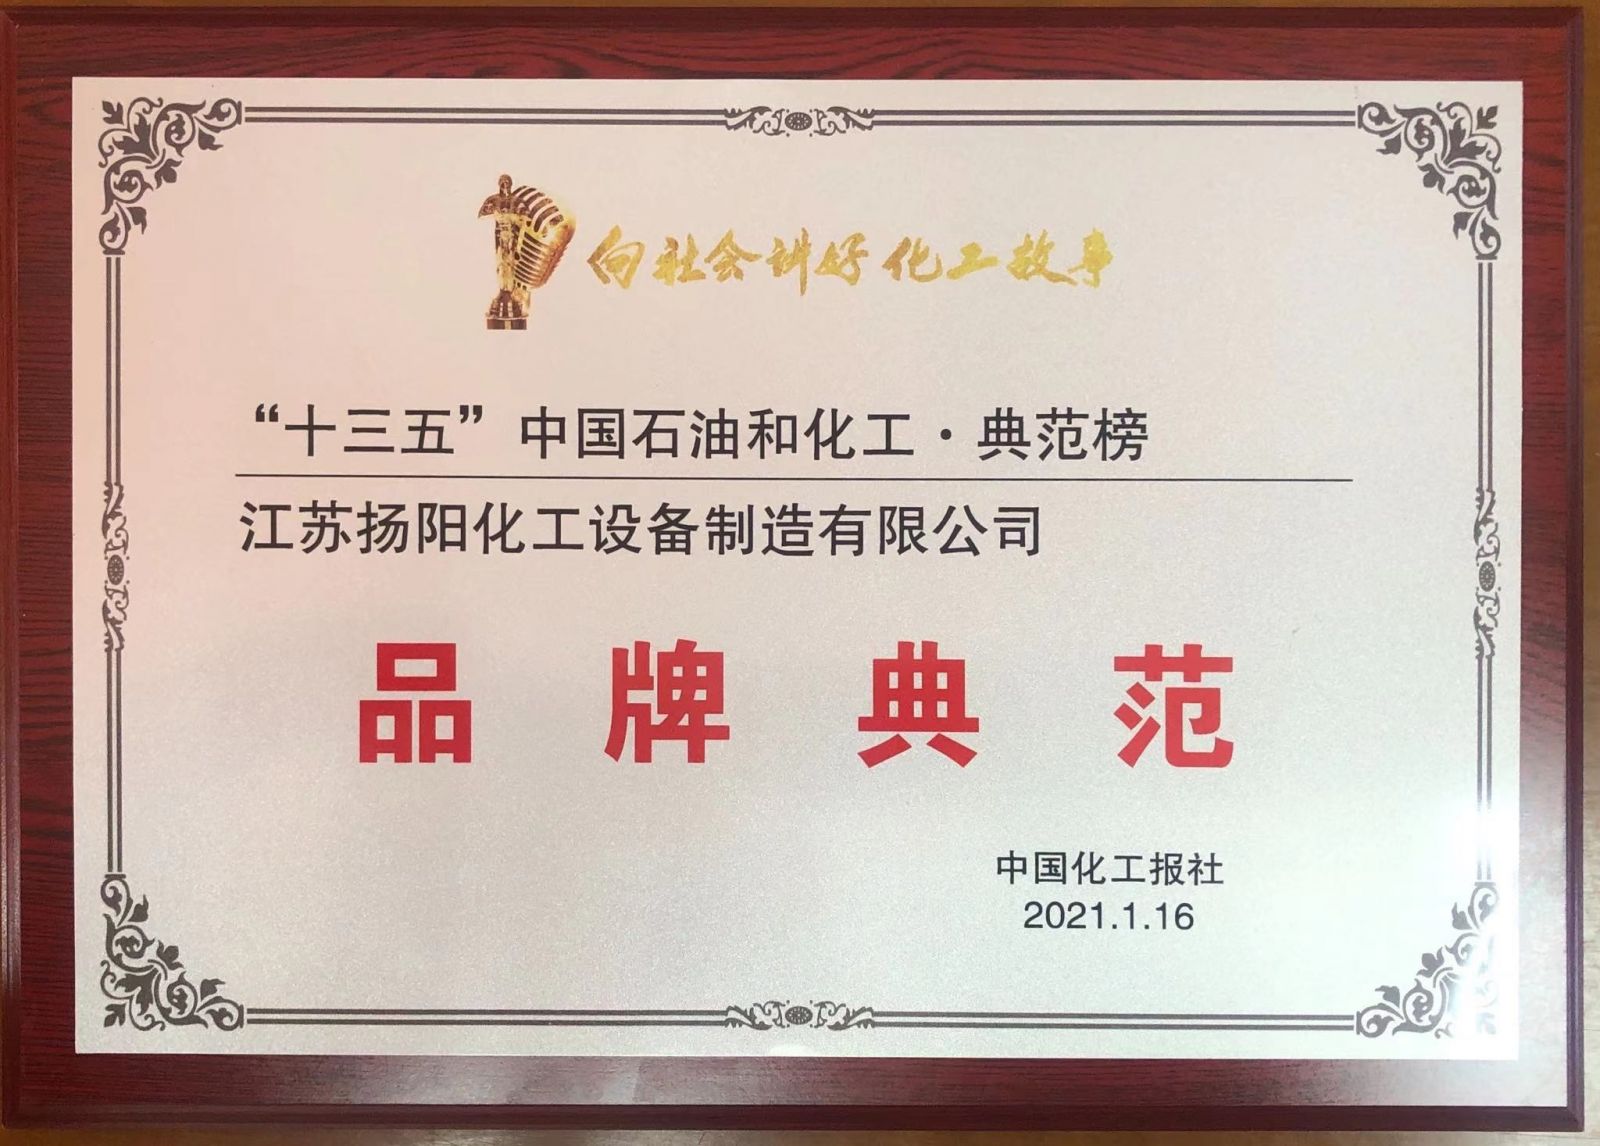 向社会讲好化工故事
“十三五”中国石油和化工·典范榜
江苏扬阳化工设备制造有限公司
品牌典范
中国化工报社
2021.1.16